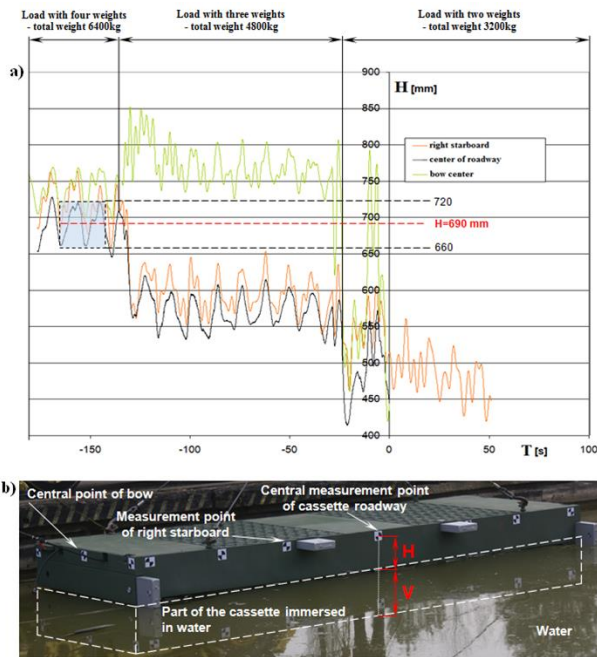 Load with four weights
- total weight 6400kg
Load with three weights
- total weight 4800kg
Load with two weights
- total weight 3200kg
a)
900
H [mm]
850
800
right starboard
center of roadway
bow center
750
720
700
H=690 mm
660
650
600
550
500
450
400
-150
-100
-50
0
50
100
T [s]
b)
Central point of bow
Central measurement point
of cassette roadway
Measurement point
of right starboard
H
V
Part of the cassette immersed
in water
Water